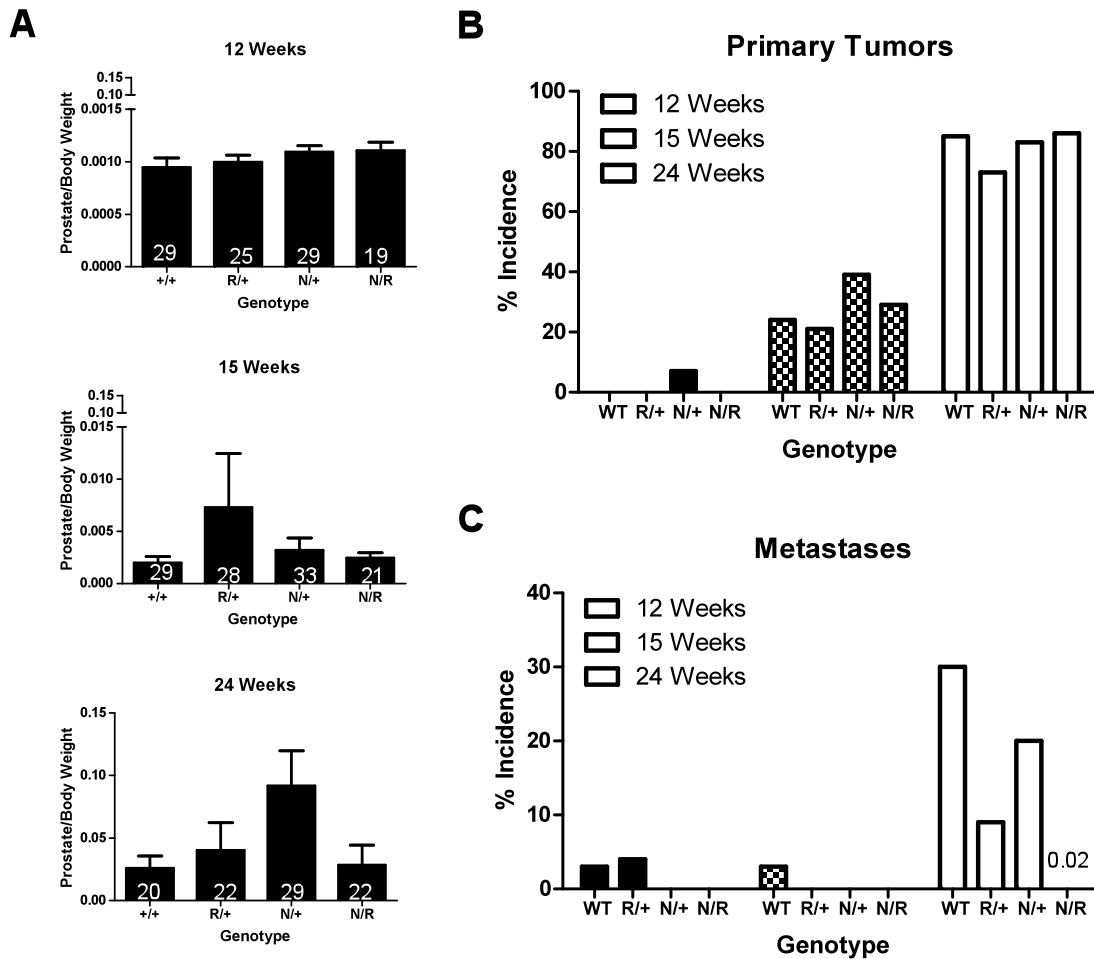 A
12 Weeks
Prostate/Body Weight
0.15
0.10
0.0015
0.0010
0.0005
0.0000
29 25 29 19
+/+ R/+ N/+ N/R
Genotype
15 Weeks
Prostate/Body Weight
0.15
0.10
0.015
0.010
0.005
0.000
29 28 33 21
+/+ R/+ N/+ N/R
Genotype
24 Weeks
Prostate/Body Weight
0.15
0.10
0.05
0.00
20 22 29 22
+/+ R/+ N/+ N/R
Genotype
B
Primary Tumors
% Incidence
100
80
60
40
20
0
12 Weeks
15 Weeks
24 Weeks
WT R/+ N/+ N/R WT R/+ N/+ N/R WT R/+ N/+ N/R
Genotype
C
Metastases
% Incidence
40
30
20
10
0
12 Weeks
15 Weeks
24 Weeks
0.02
WT R/+ N/+ N/R WT R/+ N/+ N/R WT R/+ N/+ N/R
Genotype